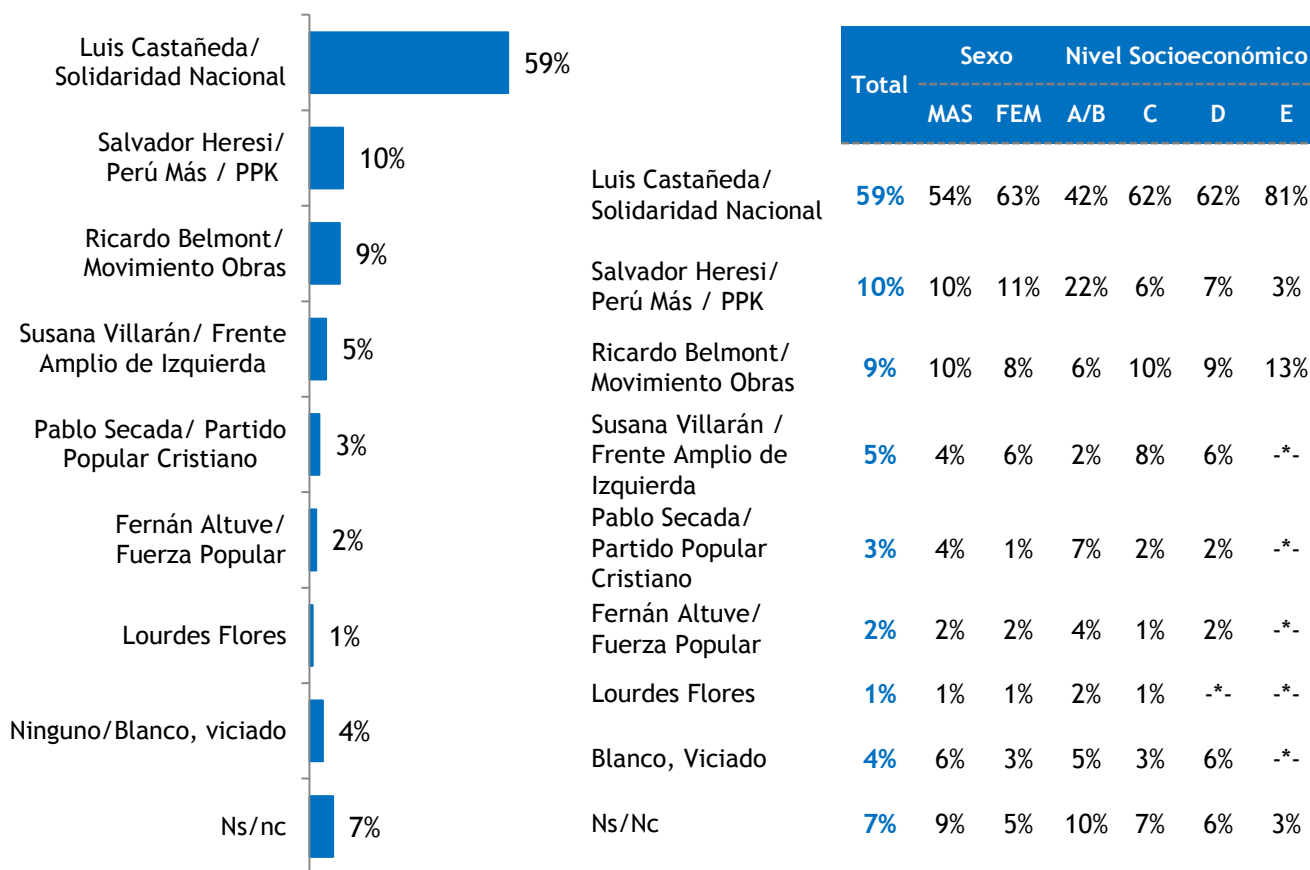 Luis Castañeda/
Solidaridad Nacional
59%
Salvador Heresi/
Perú Más / PPK
10%
Ricardo Belmont/
Movimiento Obras
9%
Susana Villarán/ Frente
Amplio de Izquierda
5%
Pablo Secada/ Partido
Popular Cristiano
3%
Fernán Altuve/
Fuerza Popular
2%
Lourdes Flores
1%
Ninguno/Blanco, viciado
4%
Ns/nc
7%
Total
Sexo
Nivel Socioeconómico
MAS FEM A/B C D E
Luis Castañeda/
Solidaridad Nacional
59% 54% 63% 42% 62% 62% 81%
Salvador Heresi/
Perú Más / PPK
10% 10% 11% 22% 6% 7% 3%
Ricardo Belmont/
Movimiento Obras
9% 10% 8% 6% 10% 9% 13%
Susana Villarán /
Frente Amplio de
Izquierda
5% 4% 6% 2% 8% 6% -*-
Pablo Secada/
Partido Popular
Cristiano
3% 4% 1% 7% 2% 2% -*-
Fernán Altuve/
Fuerza Popular
2% 2% 2% 4% 1% 2% -*-
Lourdes Flores
1% 1% 1% 2% 1% -*- -*-
Blanco, Viciado
4% 6% 3% 5% 3% 6% -*-
Ns/Nc
7% 9% 5% 10% 7% 6% 3%